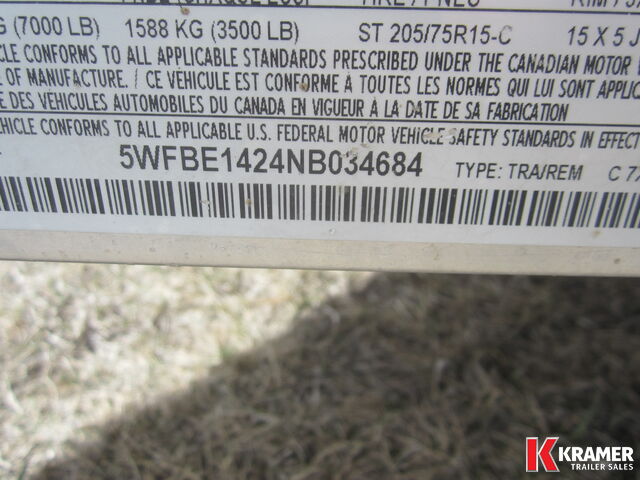 (7000 LB) 1588 KG (3500 LB) ST 205/75R15-C 15 X 5 J
CONFORMS TO ALL APPLICABLE STANDARDS PRESCRIBED UNDER THE CANADIAN MOTOR
OF MANUFACTURE. / CE VÉHICULE EST CONFORME À TOUTES LES NORMES QUI LUI SONT
DES VÉHICULES AUTOMOBILES DU CANADA EN VIGUEUR À LA DATE DE SA FABRICATION
CONFORMS TO ALL APPLICABLE U.S. FEDERAL MOTOR VEHICLE SAFETY STANDARDS IN EFFECT
5WFBE1424NB034684 TYPE: TRA/REM C
K KRAMER
TRAILER SALES